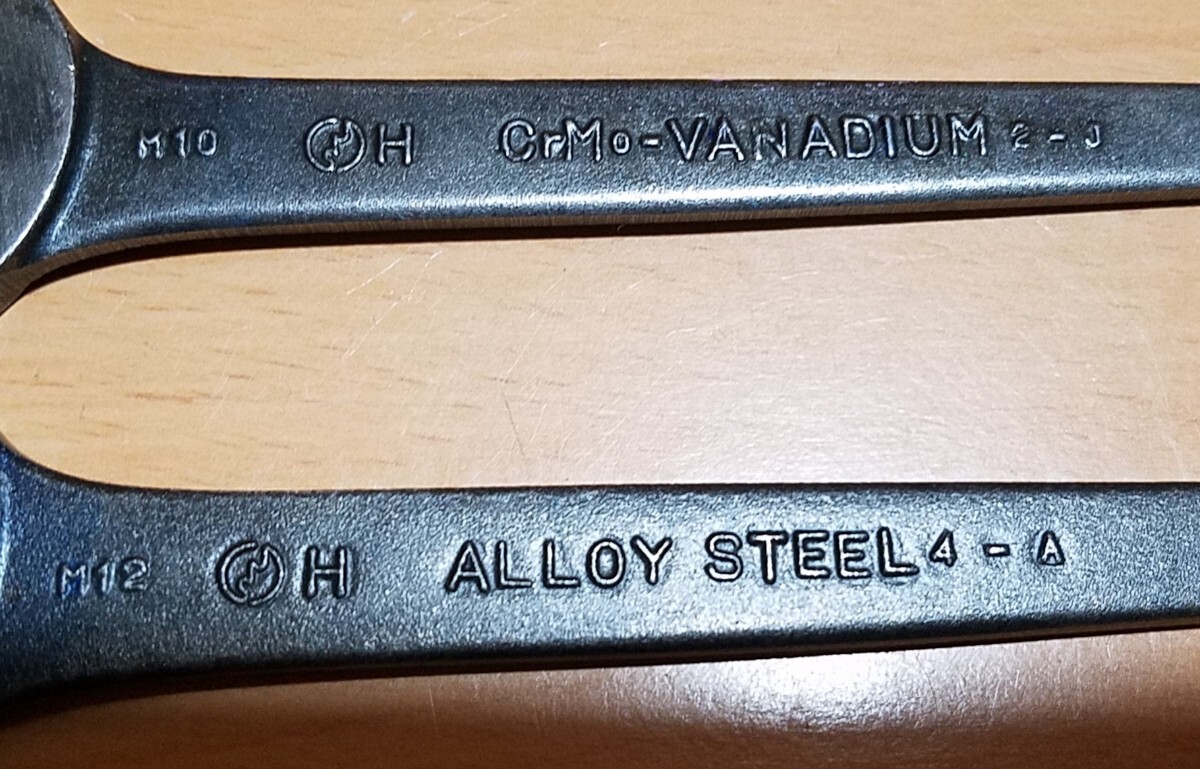 M10 H CrMo-VANADIUM 2-J
M12 H ALLOY STEEL 4-A